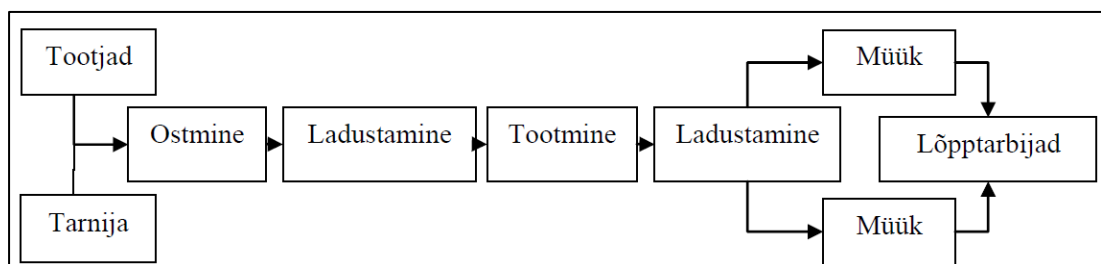 Tootjad
Tarnija
Ostmine
Ladustamine
Tootmine
Ladustamine
Müük
Müük
Lõpptarbijad